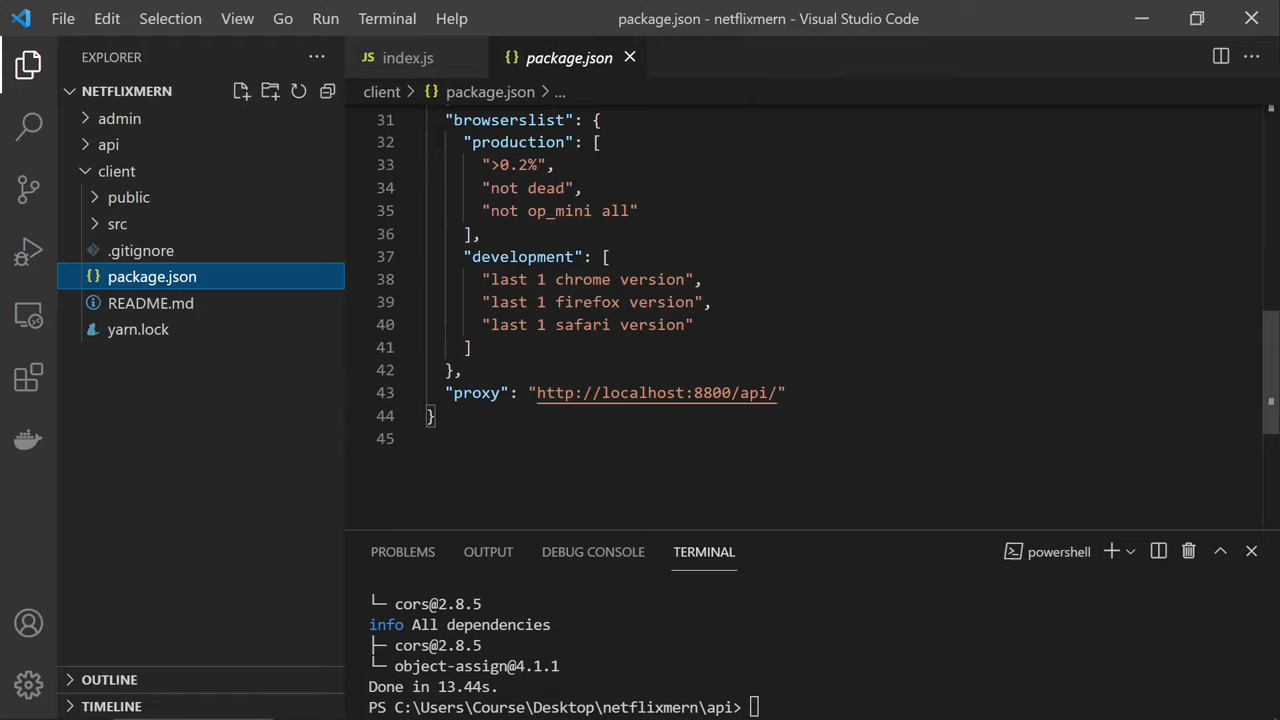 File Edit Selection View Go Run Terminal Help package.json - netflixmern - Visual Studio Code
EXPLORER
NETFLIXMERN
admin
api
client
public
src
.gitignore
package.json
README.md
yarn.lock
OUTLINE
TIMELINE
JS index.js {} package.json
client > {} package.json > ...
31 "browserslist": {
32 "production": [
33 ">0.2%",
34 "not dead",
35 "not op_mini all"
36 ],
37 "development": [
38 "last 1 chrome version",
39 "last 1 firefox version",
40 "last 1 safari version"
41 ]
42 },
43 "proxy": "http://localhost:8800/api/"
44 }
45
PROBLEMS OUTPUT DEBUG CONSOLE TERMINAL powershell
└─ cors@2.8.5
info All dependencies
├─ cors@2.8.5
└─ object-assign@4.1.1
Done in 13.44s.
PS C:\Users\Course\Desktop\netflixmern\api>